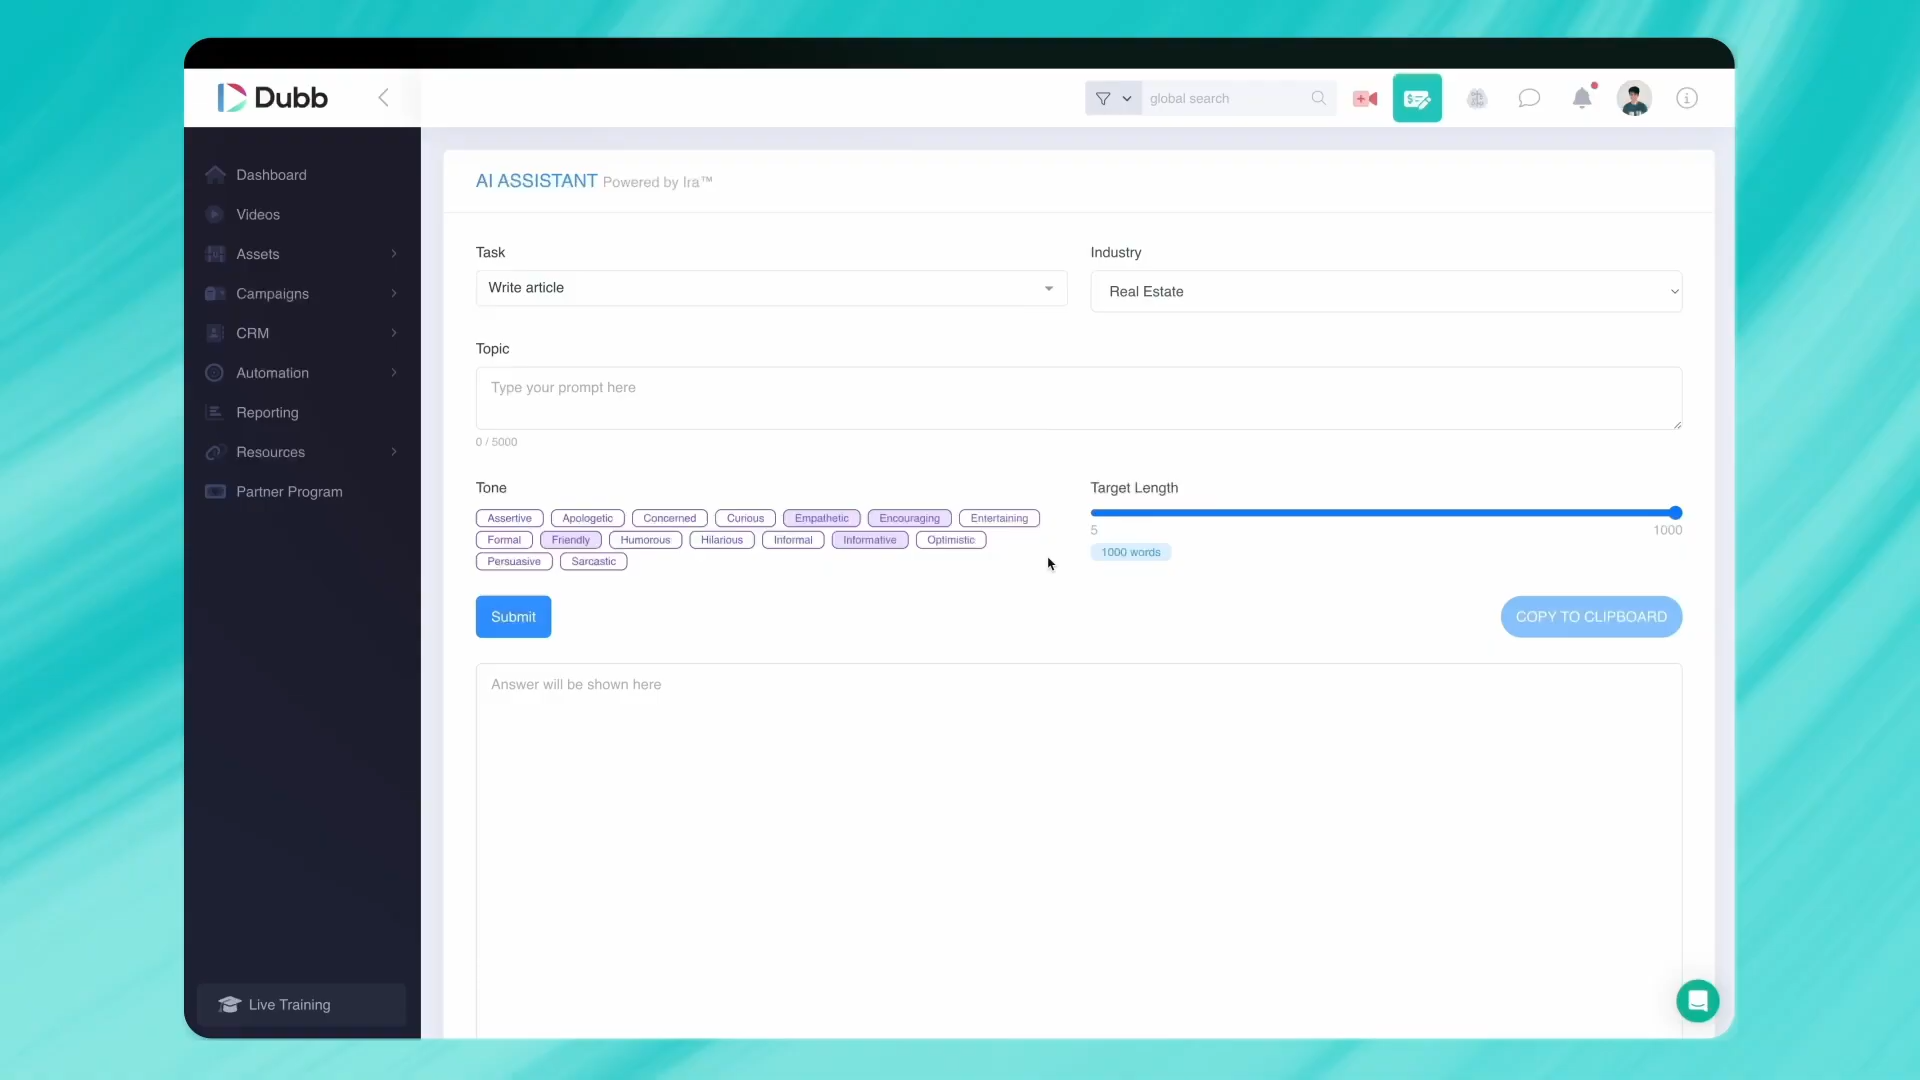 Dubb
global search
Dashboard
Videos
Assets
Campaigns
CRM
Automation
Reporting
Resources
Partner Program
Live Training
AI ASSISTANT Powered by Ira™
Task
Write article
Industry
Real Estate
Topic
Type your prompt here
0 / 5000
Tone
Assertive Apologetic Concerned Curious Empathetic Encouraging Entertaining
Formal Friendly Humorous Hilarious Informal Informative Optimistic
Persuasive Sarcastic
Target Length
5 1000
1000 words
Submit
COPY TO CLIPBOARD
Answer will be shown here